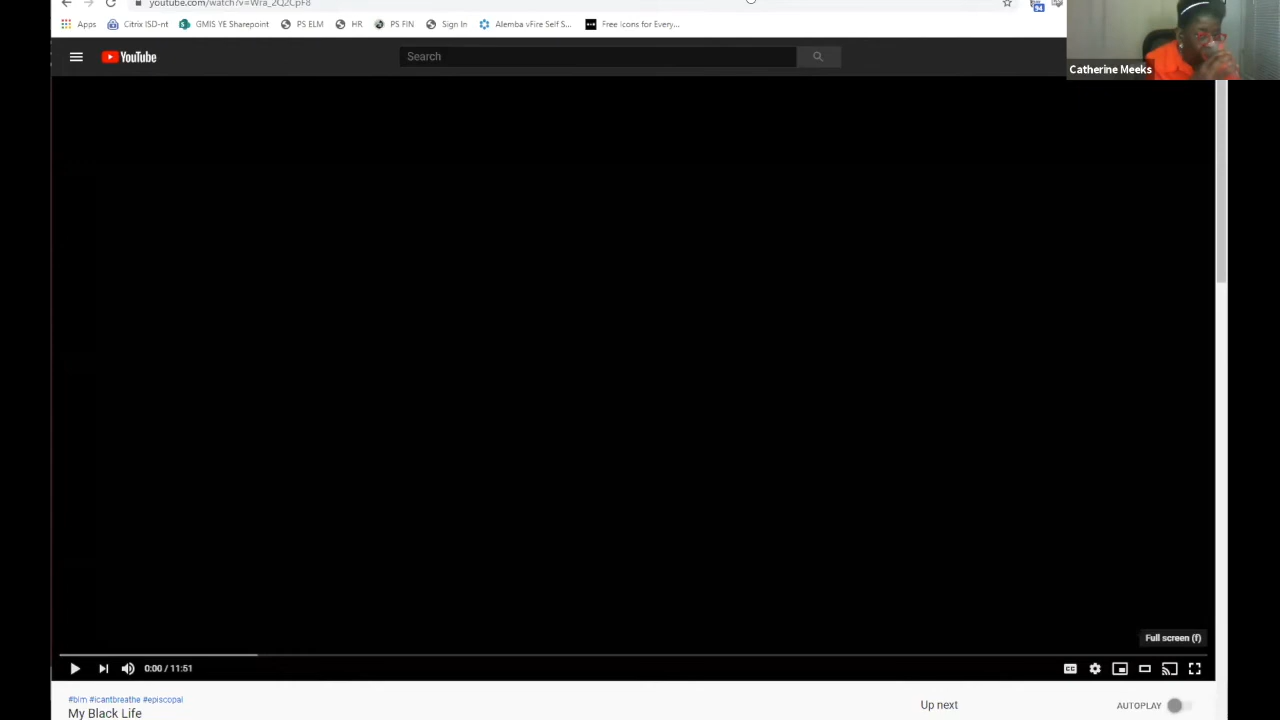 youtube.com/watch?v=Wra_2Q2CpF8
Apps Citrix ISD-nt GMIS YE Sharepoint PS ELM HR PS FIN Sign In Alemba vFire Self S... Free Icons for Every...
YouTube Search
Catherine Meeks
Full screen (f)
0:00 / 11:51
#blm #icantbreathe #episcopal
My Black Life
Up next AUTOPLAY